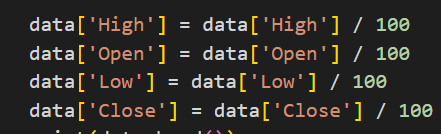 data['High'] = data['High'] / 100
data['Open'] = data['Open'] / 100
data['Low'] = data['Low'] / 100
data['Close'] = data['Close'] / 100